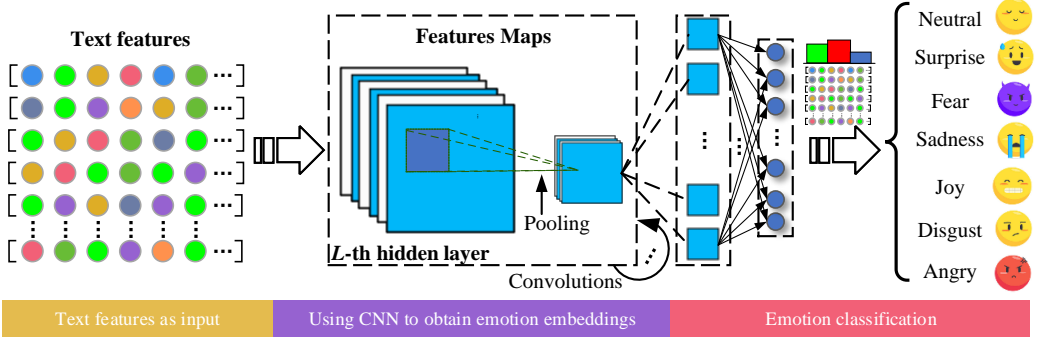 Text features
Features Maps
Pooling
L-th hidden layer
Convolutions
Neutral
Surprise
Fear
Sadness
Joy
Disgust
Angry
Text features as input
Using CNN to obtain emotion embeddings
Emotion classification